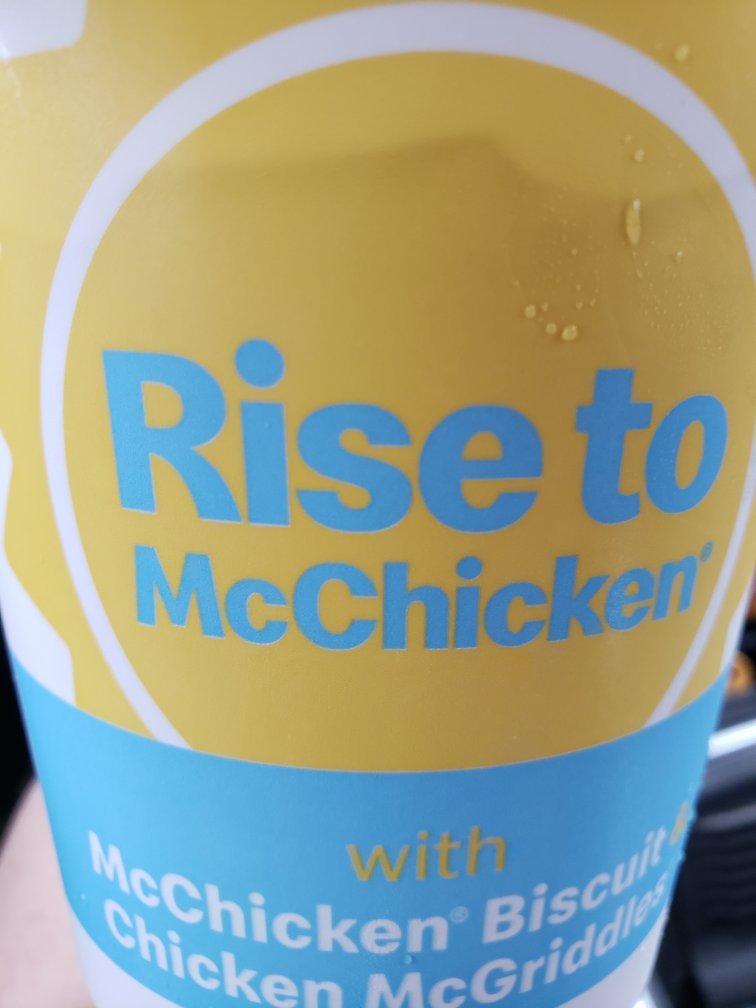 Rise to
McChicken®
with
McChicken® Biscuit &
Chicken McGriddles